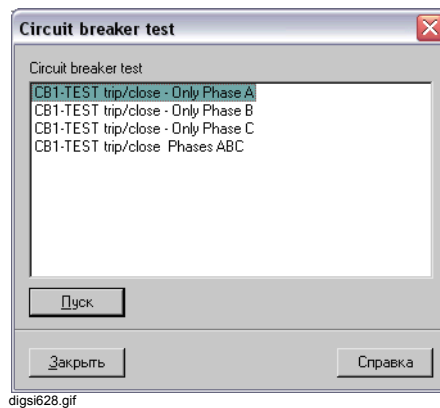 Circuit breaker test
Circuit breaker test
CB1-TEST trip/close - Only Phase A
CB1-TEST trip/close - Only Phase B
CB1-TEST trip/close - Only Phase C
CB1-TEST trip/close  Phases ABC
Пуск
Закрыть
Справка
digsi628.gif